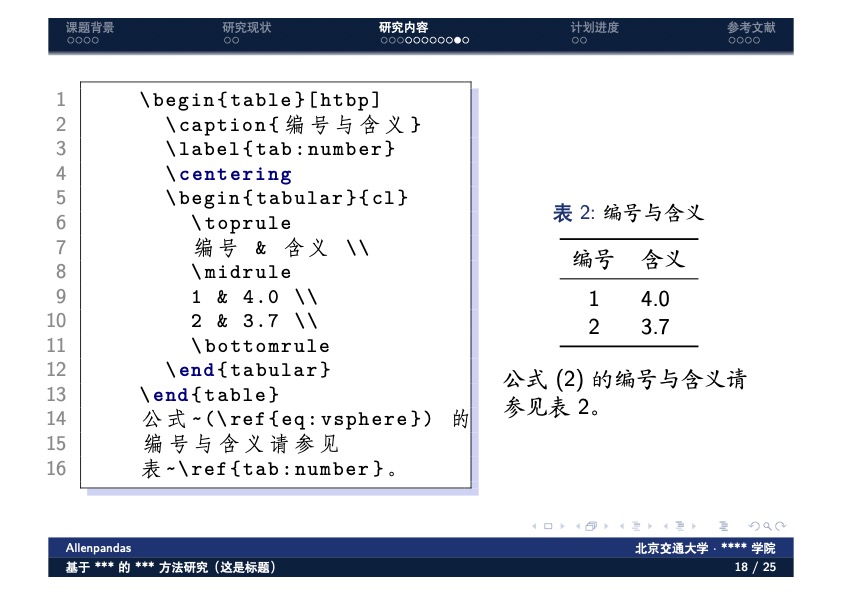 课题背景 研究现状 研究内容 计划进度 参考文献
1 \begin{table}[htbp]
2 \caption{编号与含义}
3 \label{tab:number}
4 \centering
5 \begin{tabular}{cl}
6 \toprule
7 编号 & 含义 \\
8 \midrule
9 1 & 4.0 \\
10 2 & 3.7 \\
11 \bottomrule
12 \end{tabular}
13 \end{table}
14 公式~(\ref{eq:vsphere}) 的
15 编号与含义请参见
16 表~\ref{tab:number}。
表 2: 编号与含义
编号 含义
1 4.0
2 3.7
公式 (2) 的编号与含义请
参见表 2。
Allenpandas 北京交通大学 · **** 学院
基于 *** 的 *** 方法研究（这是标题） 18 / 25